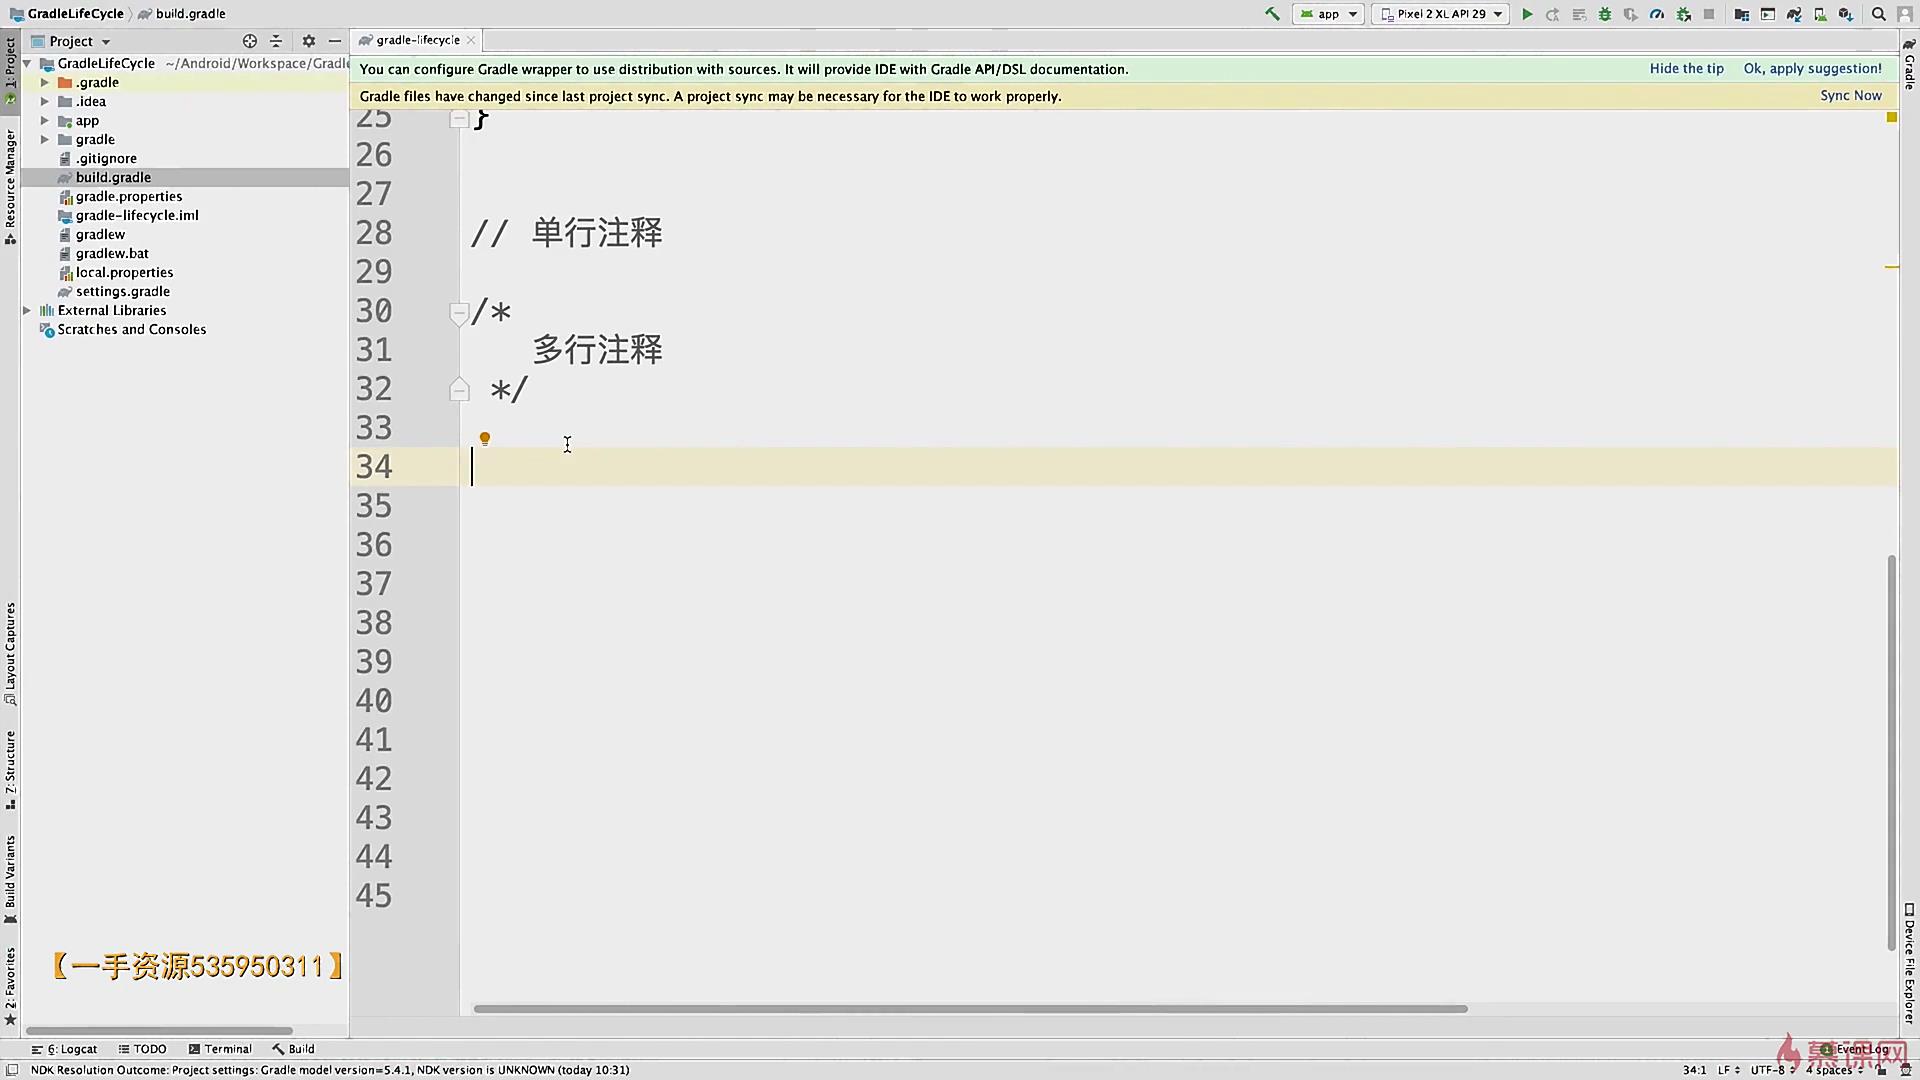 GradleLifeCycle build.gradle
app
Pixel 2 XL API 29
Project
gradle-lifecycle
GradleLifeCycle ~/Android/Workspace/Gradle
You can configure Gradle wrapper to use distribution with sources. It will provide IDE with Gradle API/DSL documentation.
Hide the tip
Ok, apply suggestion!
Gradle files have changed since last project sync. A project sync may be necessary for the IDE to work properly.
Sync Now
.gradle
.idea
app
gradle
.gitignore
build.gradle
gradle.properties
gradle-lifecycle.iml
gradlew
gradlew.bat
local.properties
settings.gradle
External Libraries
Scratches and Consoles
25 }
26
27
28 // 单行注释
29
30 /*
31 多行注释
32 */
33
34
35
36
37
38
39
40
41
42
43
44
45
1: Project
Resource Manager
Layout Captures
7: Structure
Build Variants
2: Favorites
Gradle
Device File Explorer
【一手资源535950311】
6: Logcat
TODO
Terminal
Build
Event Log
慕课网
NDK Resolution Outcome: Project settings: Gradle model version=5.4.1, NDK version is UNKNOWN (today 10:31)
34:1 LF UTF-8 4 spaces